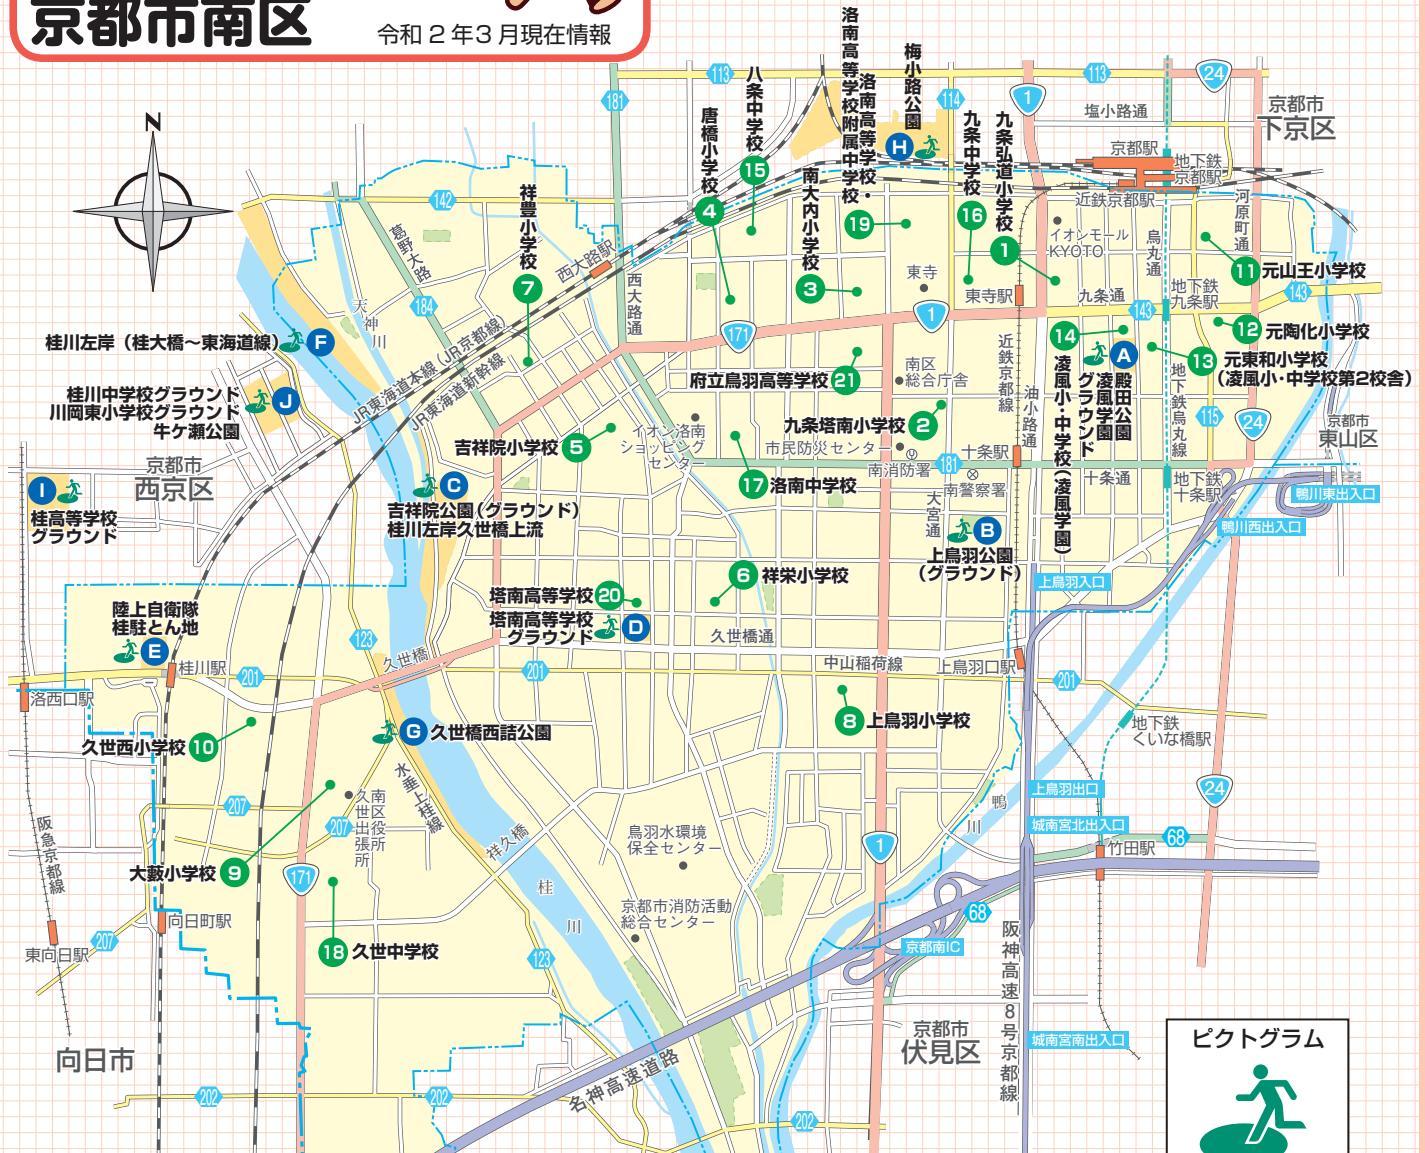 京都市南区
令和2年3月現在情報
N
113
113
181
114
1
24
京都市
下京区
塩小路通
京都駅
地下鉄
京都駅
近鉄京都駅
河原町通
烏丸通
イオンモール
KYOTO
洛南高等学校附属中学校
洛南高等学校・
19
梅小路公園
H
九条中学校
16
九条弘道小学校
1
八条中学校
15
唐橋小学校
4
南大内小学校
3
祥豊小学校
7
142
葛野大路
184
天神川
西大路駅
西大路通
東寺
東寺駅
九条通
143
地下鉄
九条駅
143
11
元山王小学校
12
元陶化小学校
13
元東和小学校
(凌風小・中学校第2校舎)
14
凌風小・中学校(凌風学園)
A
殿田公園
凌風学園
グラウンド
171
1
JR東海道本線(JR京都線)
JR東海道新幹線
桂川左岸(桂大橋〜東海道線)
F
桂川中学校グラウンド
川岡東小学校グラウンド
牛ケ瀬公園
J
京都市
西京区
I
桂高等学校
グラウンド
府立鳥羽高等学校
21
南区
総合庁舎
九条塔南小学校
2
近鉄京都線
油小路通
地下鉄烏丸線
115
24
京都市
東山区
吉祥院小学校
5
イオン洛南
ショッピング
センター
市民防災センター
南消防署
181
十条駅
南警察署
十条通
地下鉄
十条駅
鴨川東出入口
鴨川西出入口
17
洛南中学校
大宮通
C
吉祥院公園(グラウンド)
桂川左岸久世橋上流
B
上鳥羽公園
(グラウンド)
上鳥羽入口
6
祥栄小学校
塔南高等学校
20
塔南高等学校
グラウンド
D
陸上自衛隊
桂駐とん地
E
123
久世橋
久世橋通
中山稲荷線
上鳥羽口駅
桂川駅
201
201
201
洛西口駅
8
上鳥羽小学校
地下鉄
くいな橋駅
久世西小学校
10
G
久世橋西詰公園
水垂上桂線
207
207
南区役所
久世出張所
阪急京都線
祥久橋
鳥羽水環境
保全センター
鴨川
上鳥羽出口
24
城南宮北出入口
68
竹田駅
1
大薮小学校
9
171
桂川
京都市消防活動
総合センター
68
京都南IC
向日町駅
207
東向日駅
18
久世中学校
123
阪神高速8号京都線
京都市
伏見区
城南宮南出入口
向日市
名神高速道路
202
202
202
ピクトグラム